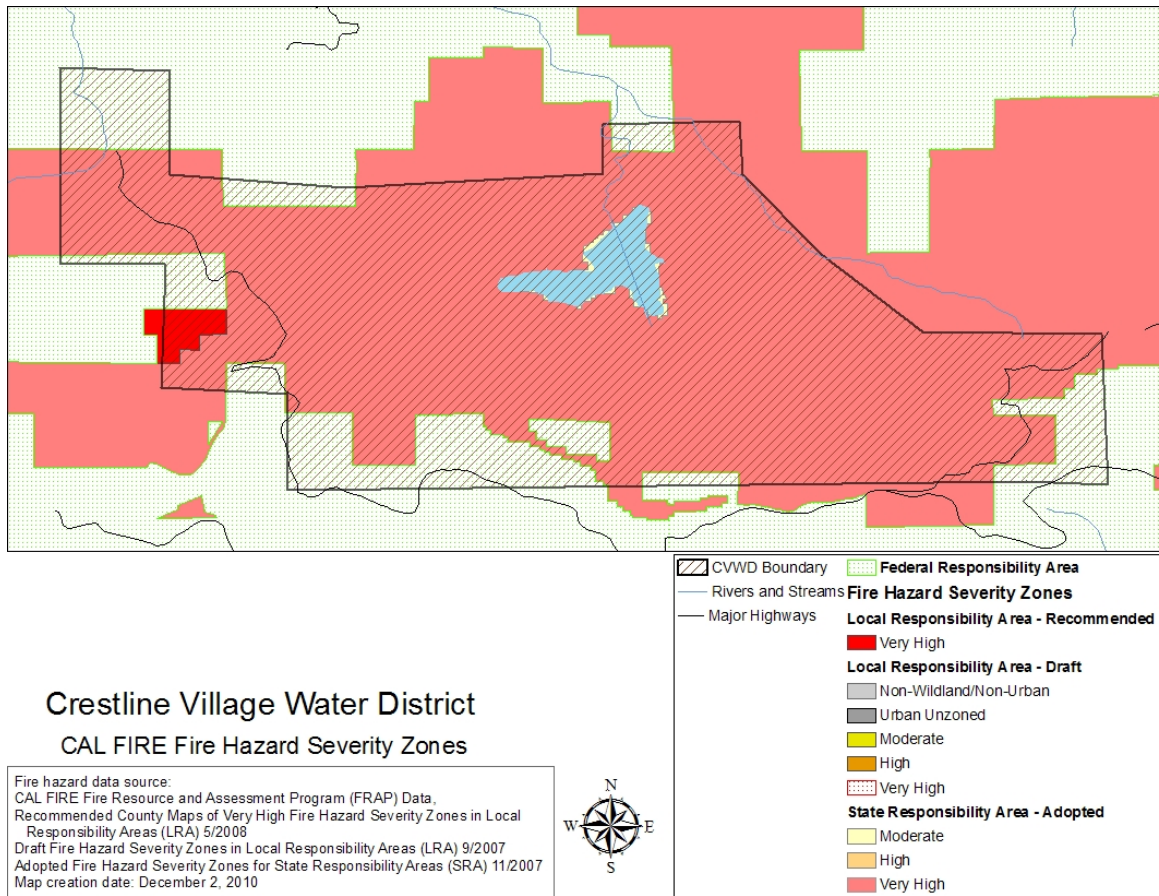 CVWD Boundary
Rivers and Streams
Major Highways
Federal Responsibility Area
Fire Hazard Severity Zones
Local Responsibility Area - Recommended
Very High
Local Responsibility Area - Draft
Non-Wildland/Non-Urban
Urban Unzoned
Moderate
High
Very High
State Responsibility Area - Adopted
Moderate
High
Very High
Crestline Village Water District
CAL FIRE Fire Hazard Severity Zones
Fire hazard data source:
CAL FIRE Fire Resource and Assessment Program (FRAP) Data,
Recommended County Maps of Very High Fire Hazard Severity Zones in Local
Responsibility Areas (LRA) 5/2008
Draft Fire Hazard Severity Zones in Local Responsibility Areas (LRA) 9/2007
Adopted Fire Hazard Severity Zones for State Responsibility Areas (SRA) 11/2007
Map creation date: December 2, 2010
N
W E
S